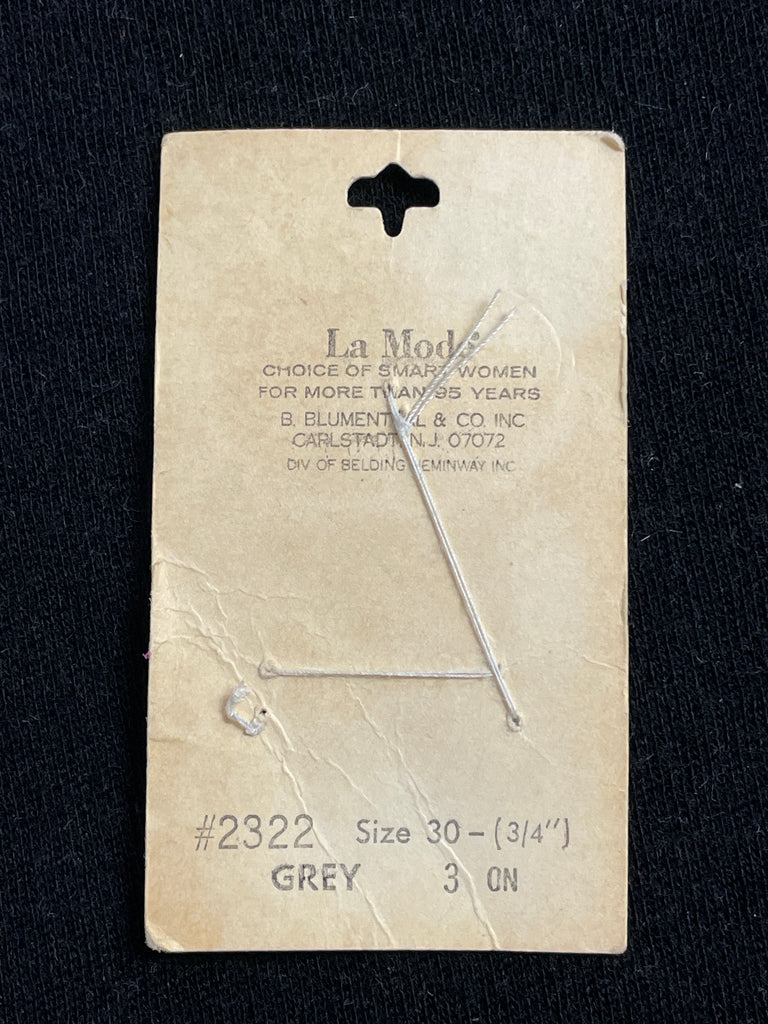 La Mode
CHOICE OF SMART WOMEN
FOR MORE THAN 95 YEARS
B. BLUMENTHAL & CO. INC
CARLSTADT N.J. 07072
DIV OF BELDING HEMINWAY INC
#2322 Size 30 - (3/4")
GREY 3 ON